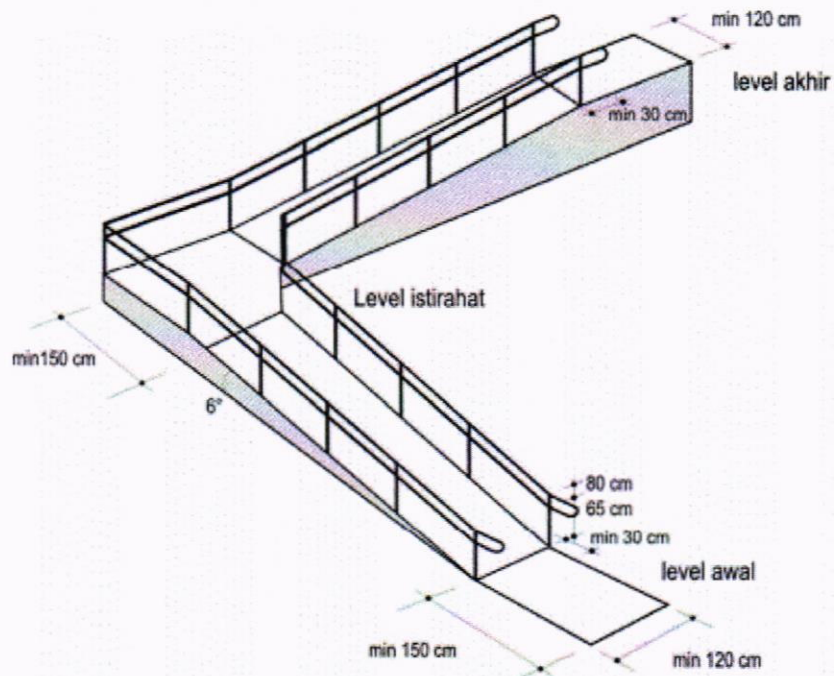 min 120 cm
level akhir
min 30 cm
Level istirahat
min150 cm
6°
80 cm
65 cm
min 30 cm
level awal
min 150 cm
min 120 cm